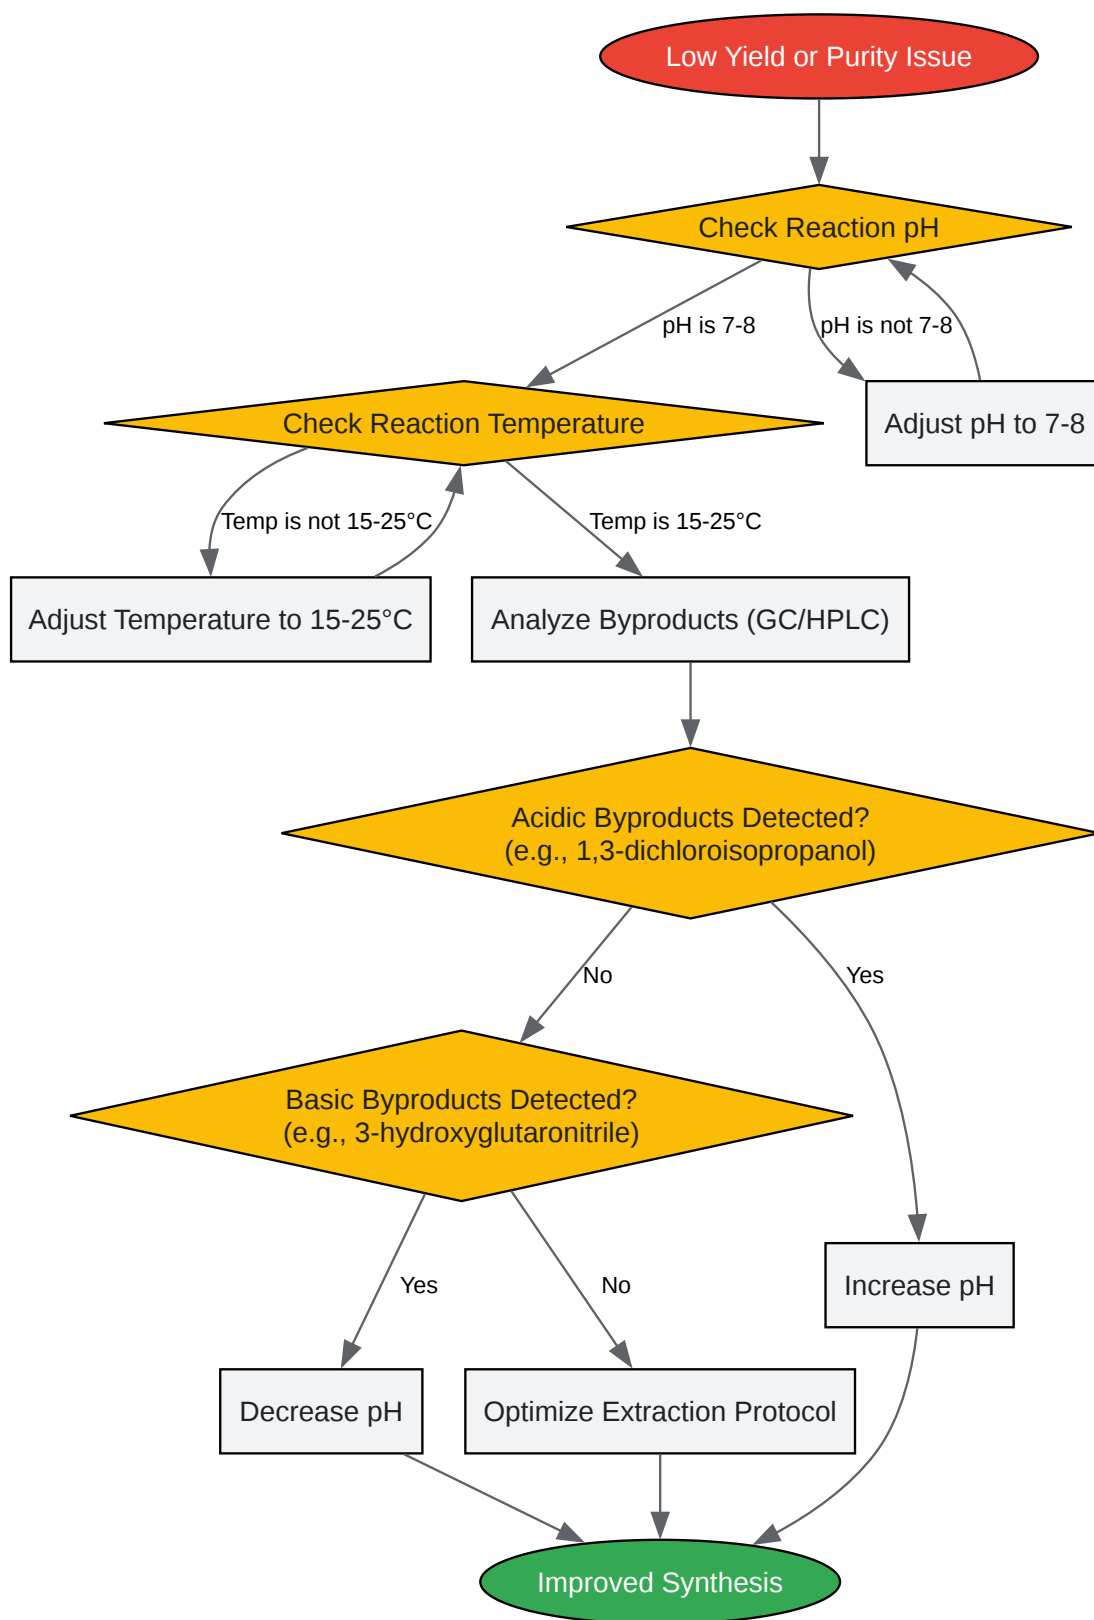 Low Yield or Purity Issue
Check Reaction pH
pH is 7-8
pH is not 7-8
Check Reaction Temperature
Adjust pH to 7-8
Temp is not 15-25°C
Temp is 15-25°C
Adjust Temperature to 15-25°C
Analyze Byproducts (GC/HPLC)
Acidic Byproducts Detected?
(e.g., 1,3-dichloroisopropanol)
No
Yes
Basic Byproducts Detected?
(e.g., 3-hydroxyglutaronitrile)
Yes
No
Increase pH
Decrease pH
Optimize Extraction Protocol
Improved Synthesis